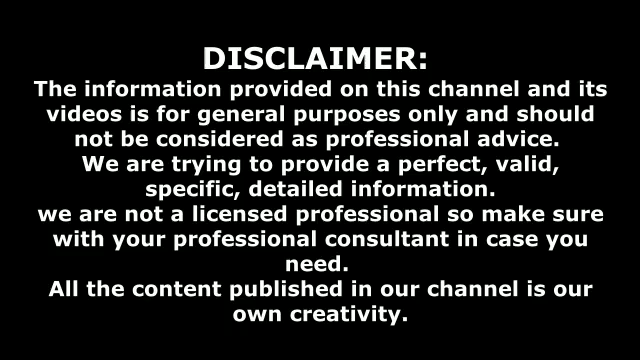 DISCLAIMER:
The information provided on this channel and its
videos is for general purposes only and should
not be considered as professional advice.
We are trying to provide a perfect, valid,
specific, detailed information.
we are not a licensed professional so make sure
with your professional consultant in case you
need.
All the content published in our channel is our
own creativity.